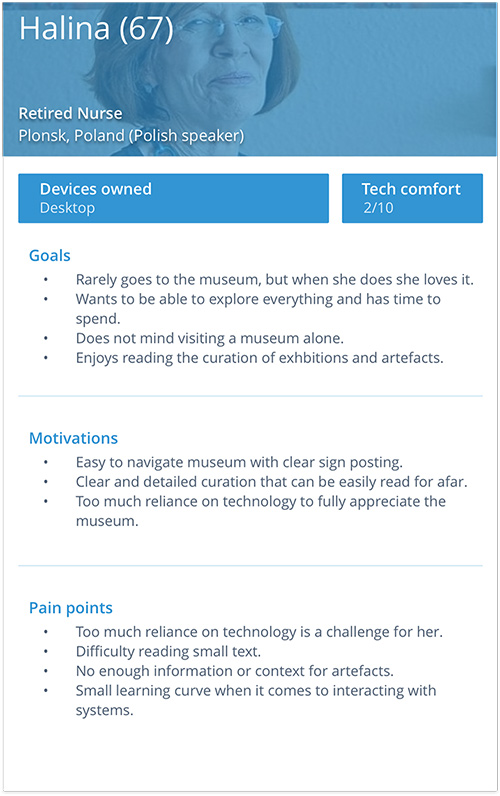 Halina (67)
Retired Nurse
Plonsk, Poland (Polish speaker)
Devices owned
Desktop
Tech comfort
2/10
Goals
• Rarely goes to the museum, but when she does she loves it.
• Wants to be able to explore everything and has time to
spend.
• Does not mind visiting a museum alone.
• Enjoys reading the curation of exhbitions and artefacts.
Motivations
• Easy to navigate museum with clear sign posting.
• Clear and detailed curation that can be easily read for afar.
• Too much reliance on technology to fully appreciate the
museum.
Pain points
• Too much reliance on technology is a challenge for her.
• Difficulty reading small text.
• No enough information or context for artefacts.
• Small learning curve when it comes to interacting with
systems.